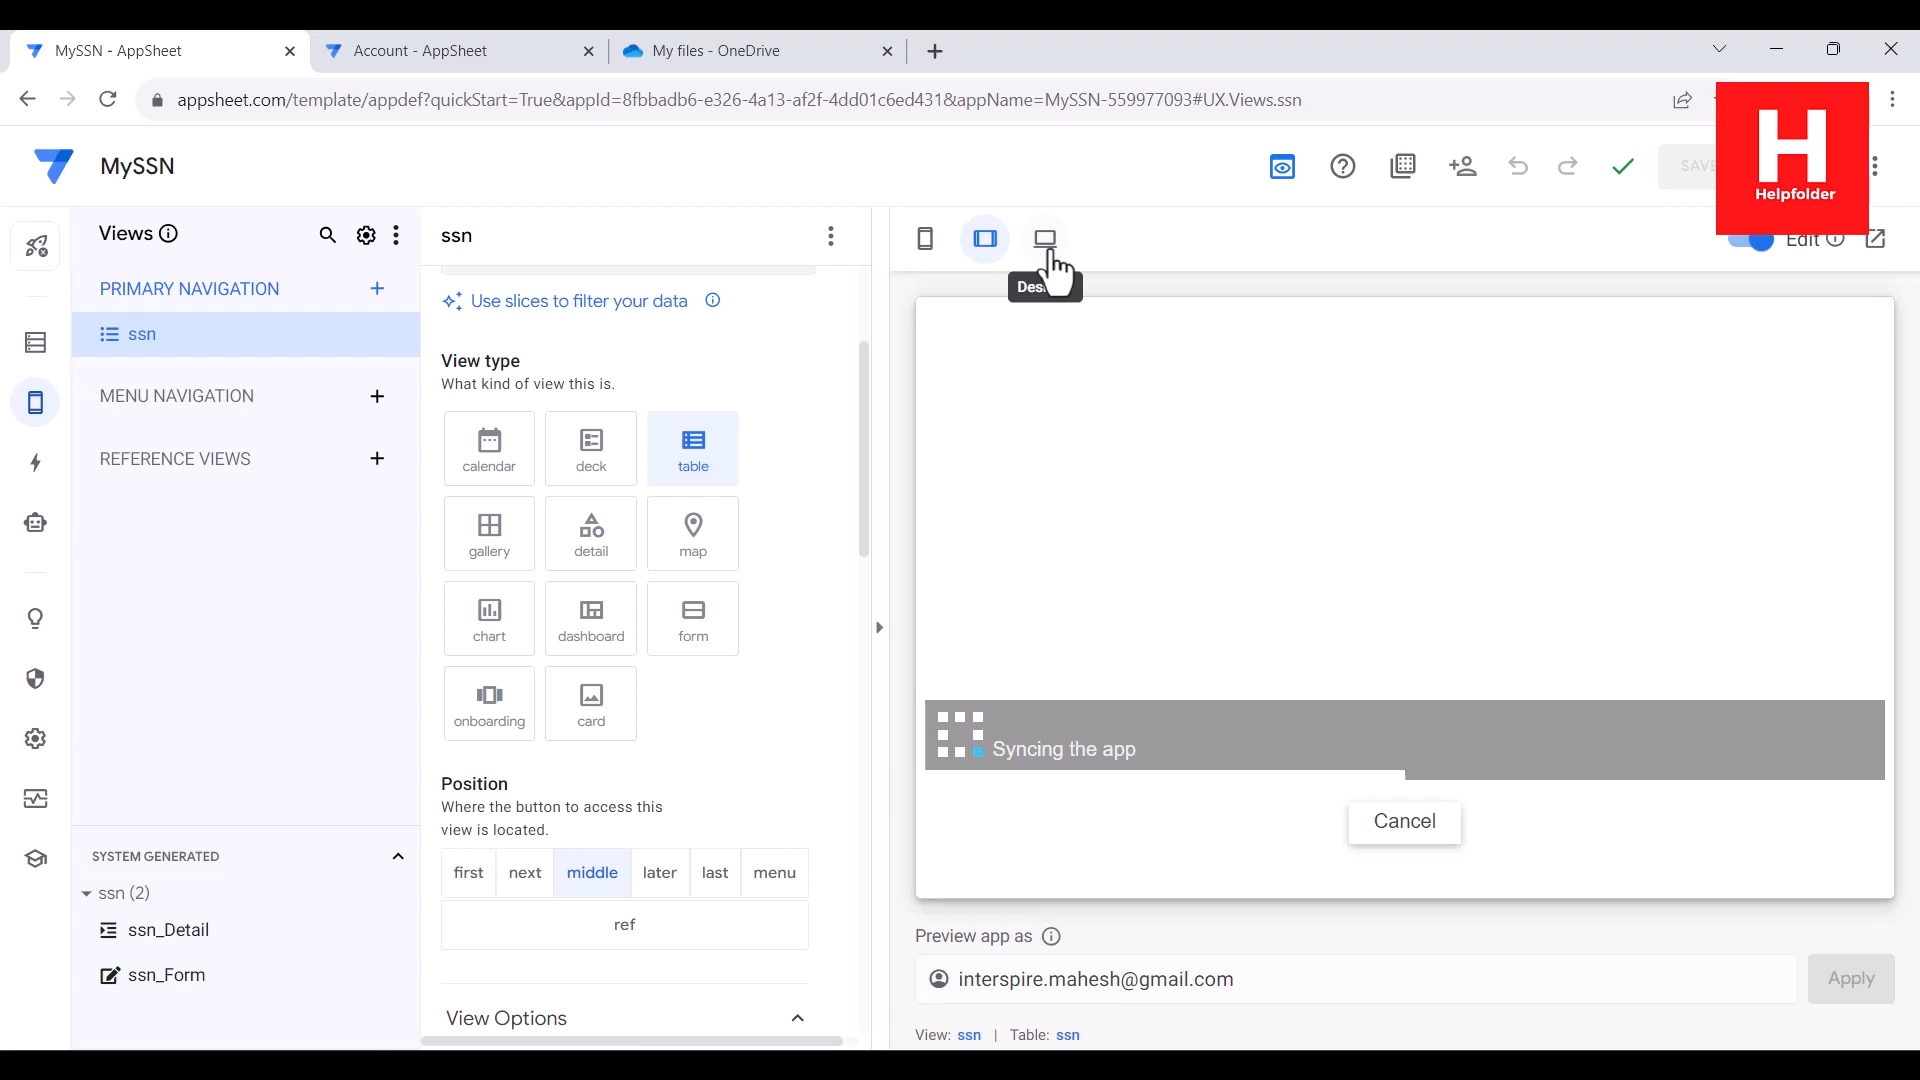 MySSN - AppSheet
Account - AppSheet
My files - OneDrive
appsheet.com/template/appdef?quickStart=True&appId=8fbbadb6-e326-4a13-af2f-4dd01c6ed431&appName=MySSN-559977093#UX.Views.ssn
MySSN
SAVE
H
Helpfolder
Views
ssn
Edit
PRIMARY NAVIGATION
ssn
MENU NAVIGATION
REFERENCE VIEWS
SYSTEM GENERATED
ssn (2)
ssn_Detail
ssn_Form
Use slices to filter your data
View type
What kind of view this is.
calendar
deck
table
gallery
detail
map
chart
dashboard
form
onboarding
card
Position
Where the button to access this
view is located.
first
next
middle
later
last
menu
ref
View Options
Syncing the app
Cancel
Preview app as
interspire.mahesh@gmail.com
Apply
View: ssn | Table: ssn